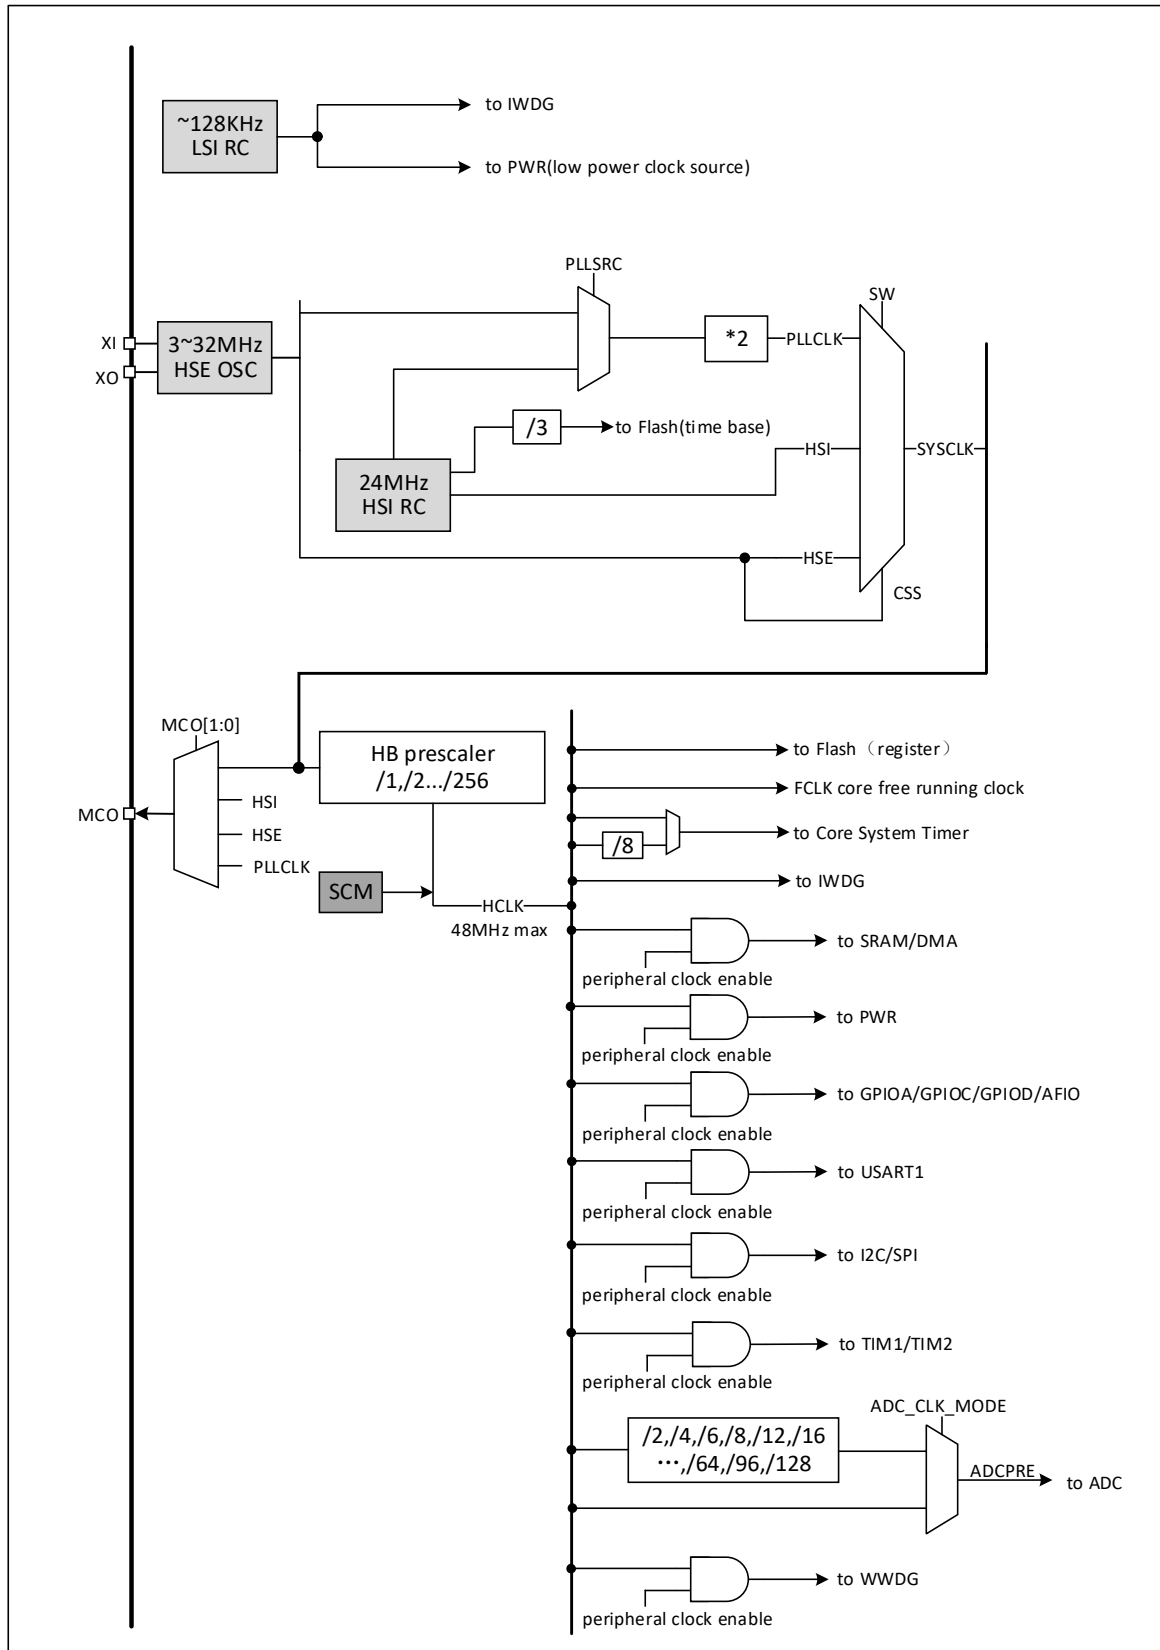 ~128KHz
LSI RC
to IWDG
to PWR(low power clock source)
PLLSRC
SW
XI
XO
3~32MHz
HSE OSC
*2
PLLCLK
/3
to Flash(time base)
24MHz
HSI RC
HSI
SYSCLK
HSE
CSS
MCO[1:0]
HB prescaler
/1,/2.../256
HSI
MCO
HSE
PLLCLK
SCM
HCLK
48MHz max
to Flash（register）
FCLK core free running clock
/8
to Core System Timer
to IWDG
to SRAM/DMA
peripheral clock enable
to PWR
peripheral clock enable
to GPIOA/GPIOC/GPIOD/AFIO
peripheral clock enable
to USART1
peripheral clock enable
to I2C/SPI
peripheral clock enable
to TIM1/TIM2
peripheral clock enable
ADC_CLK_MODE
/2,/4,/6,/8,/12,/16
…,/64,/96,/128
ADCPRE
to ADC
to WWDG
peripheral clock enable